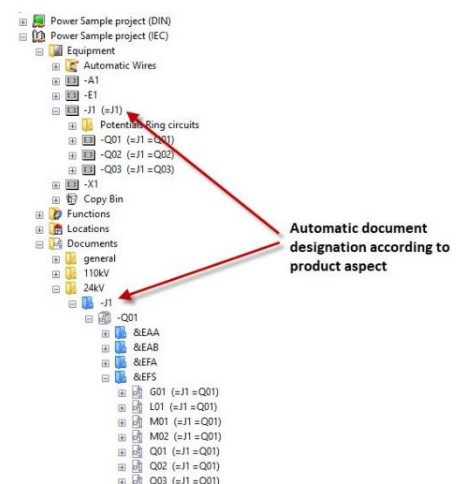 Power Sample project (DIN)
Power Sample project (IEC)
Equipment
Automatic Wires
-A1
-E1
-J1 (=J1)
Potentials Ring circuits
-Q01 (=J1 =Q01)
-Q02 (=J1 =Q02)
-Q03 (=J1 =Q03)
-X1
Copy Bin
Functions
Locations
Documents
general
110kV
24kV
-J1
-Q01
&EAA
&EAB
&EFA
&EFS
G01 (=J1 =Q01)
L01 (=J1 =Q01)
M01 (=J1 =Q01)
M02 (=J1 =Q01)
Q01 (=J1 =Q01)
Q02 (=J1 =Q01)
Q03 (=J1 =Q01)
Automatic document
designation according to
product aspect